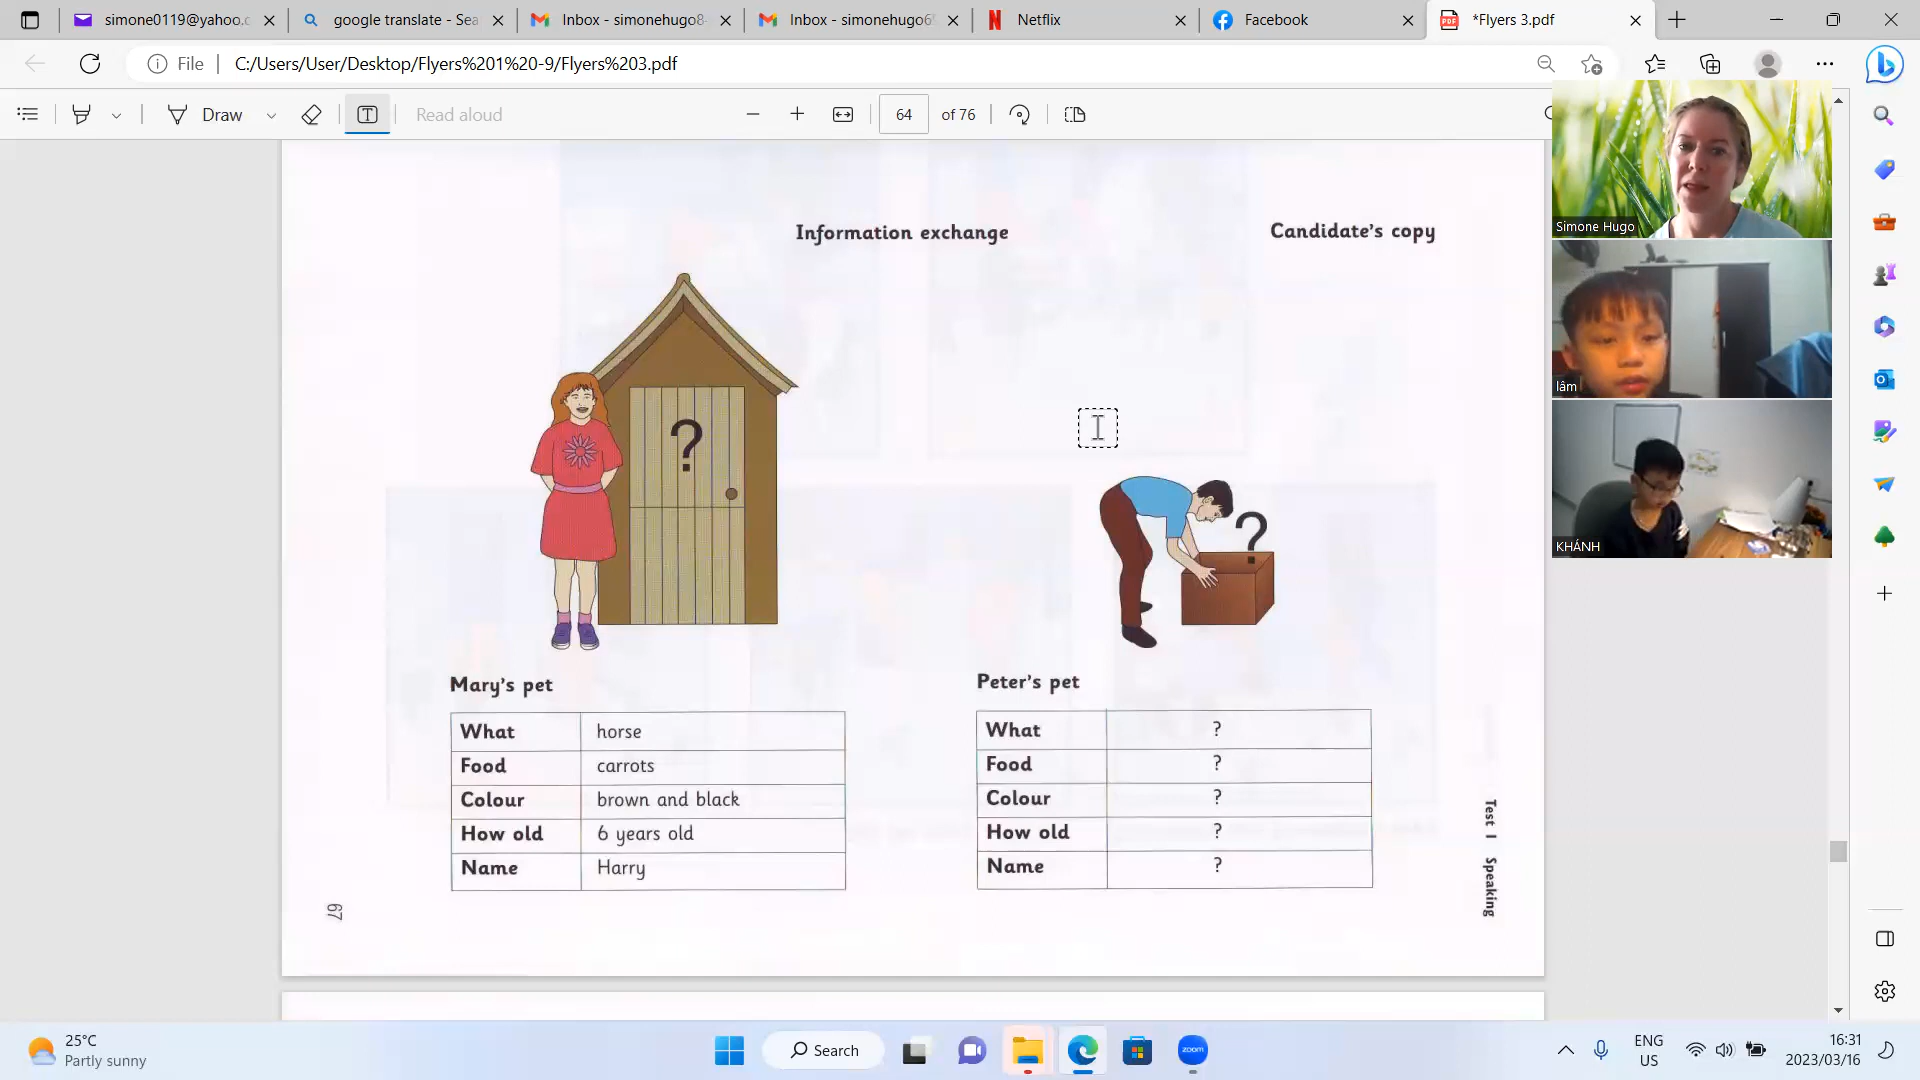 simone0119@yahoo.c
google translate - Sea
Inbox - simonehugo8
Inbox - simonehugo6
Netflix
Facebook
*Flyers 3.pdf
File
C:/Users/User/Desktop/Flyers%201%20-9/Flyers%203.pdf
Draw
Read aloud
64
of 76
Information exchange
Candidate's copy
?
?
Mary's pet
What horse
Food carrots
Colour brown and black
How old 6 years old
Name Harry
Peter's pet
What ?
Food ?
Colour ?
How old ?
Name ?
67
Test 1 Speaking
Simone Hugo
lâm
KHÁNH
25°C
Partly sunny
Search
zoom
ENG
US
16:31
2023/03/16